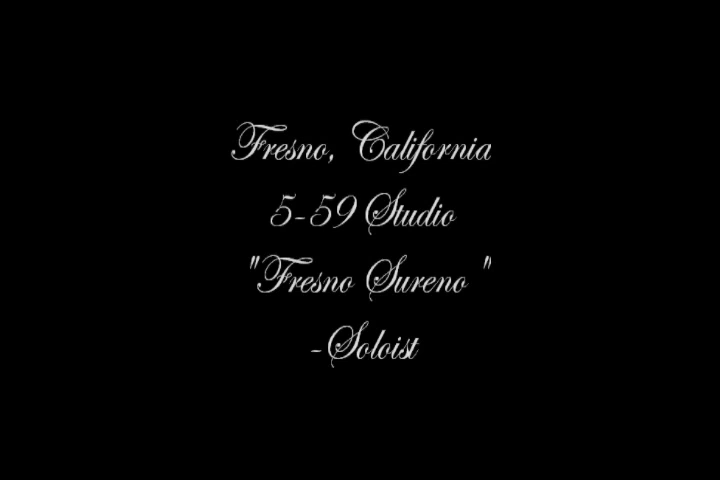 Fresno, California
5-59 Studio
"Fresno Sureno "
-Soloist